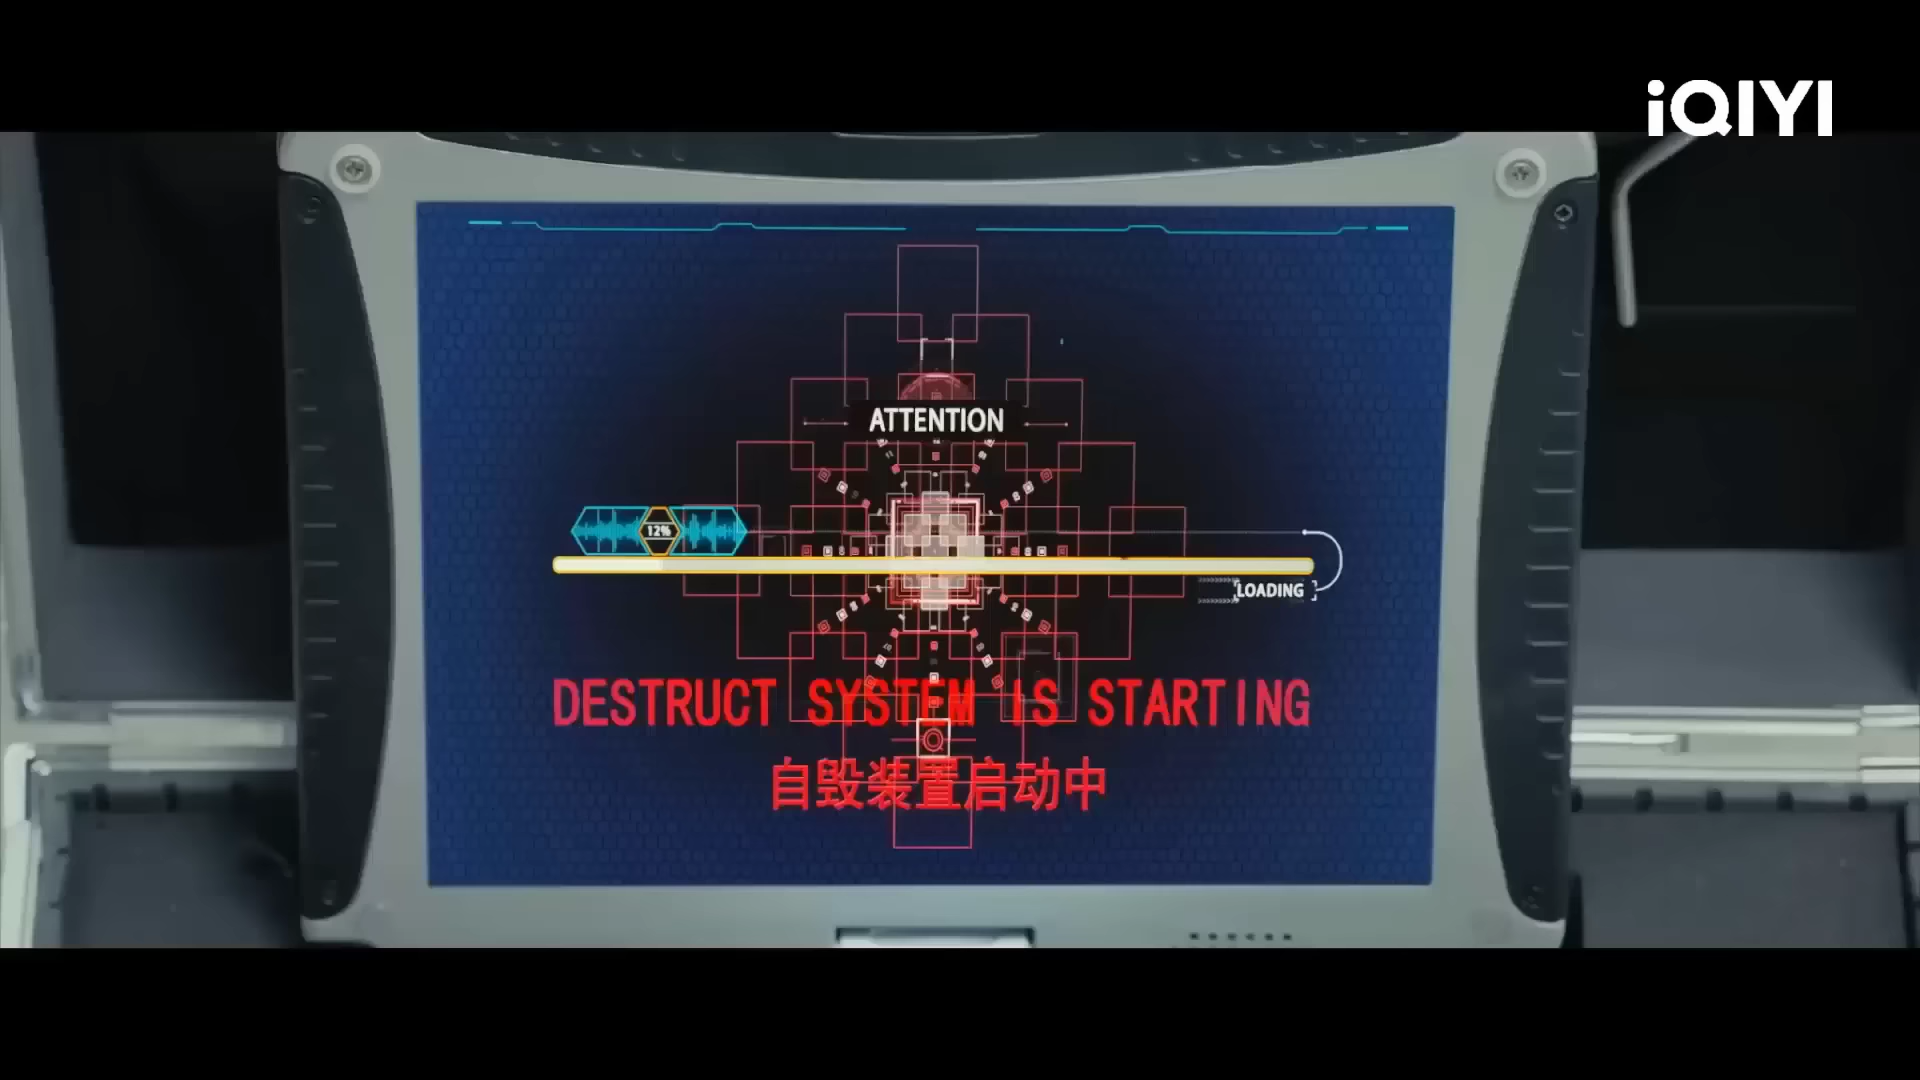 iQIYI
ATTENTION
12%
LOADING
DESTRUCT SYSTEM IS STARTING
自毁装置启动中